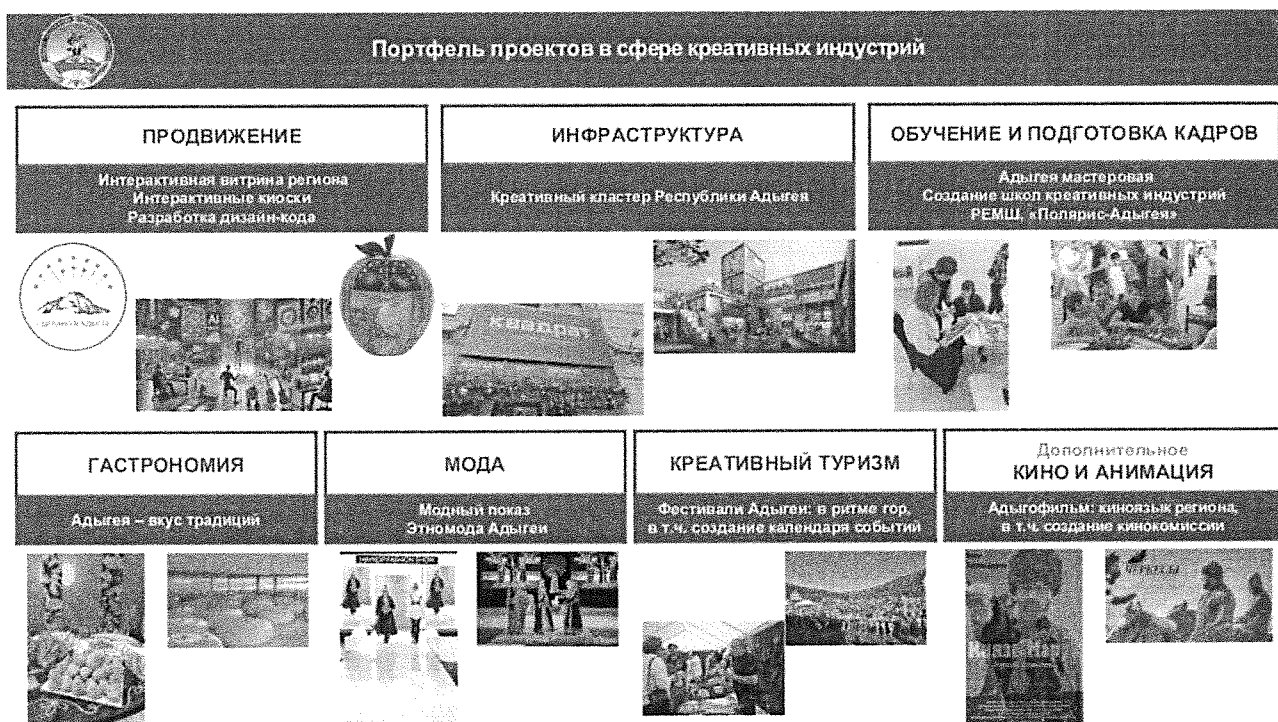 Портфель проектов в сфере креативных индустрий
ПРОДВИЖЕНИЕ
Интерактивная витрина региона
Интерактивные киоски
Разработка дизайн-кода
ИНФРАСТРУКТУРА
Креативный кластер Республики Адыгея
ОБУЧЕНИЕ И ПОДГОТОВКА КАДРОВ
Адыгея мастеровая
Создание школ креативных индустрий
РЕМШ, «Полярис-Адыгея»
ГАСТРОНОМИЯ
Адыгея – вкус традиций
МОДА
Модный показ
Этномода Адыгеи
КРЕАТИВНЫЙ ТУРИЗМ
Фестивали Адыгеи: в ритме гор,
в т.ч. создание календаря событий
Дополнительное
КИНО И АНИМАЦИЯ
Адыгофильм: киноязык региона,
в т.ч. создание кинокомиссии